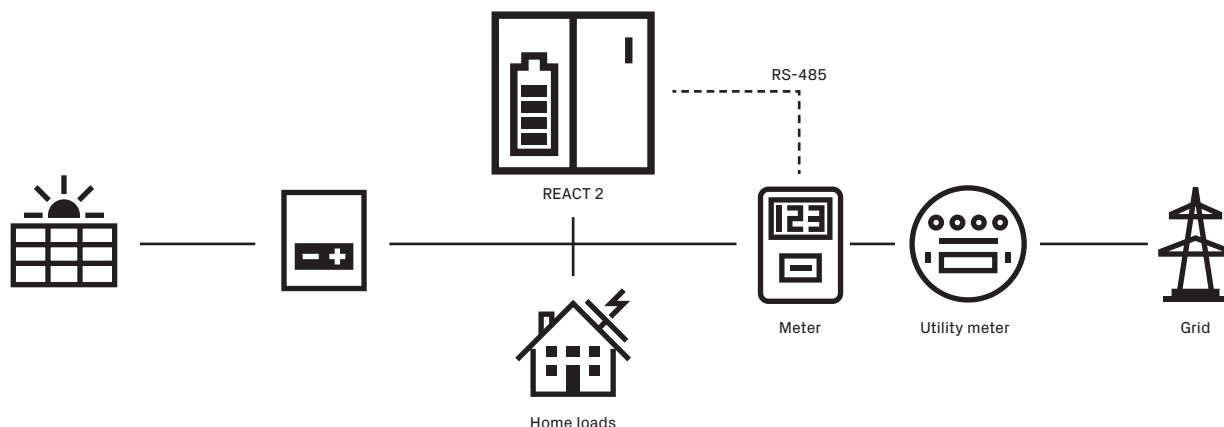 RS-485
REACT 2
123
Meter
Utility meter
Grid
Home loads